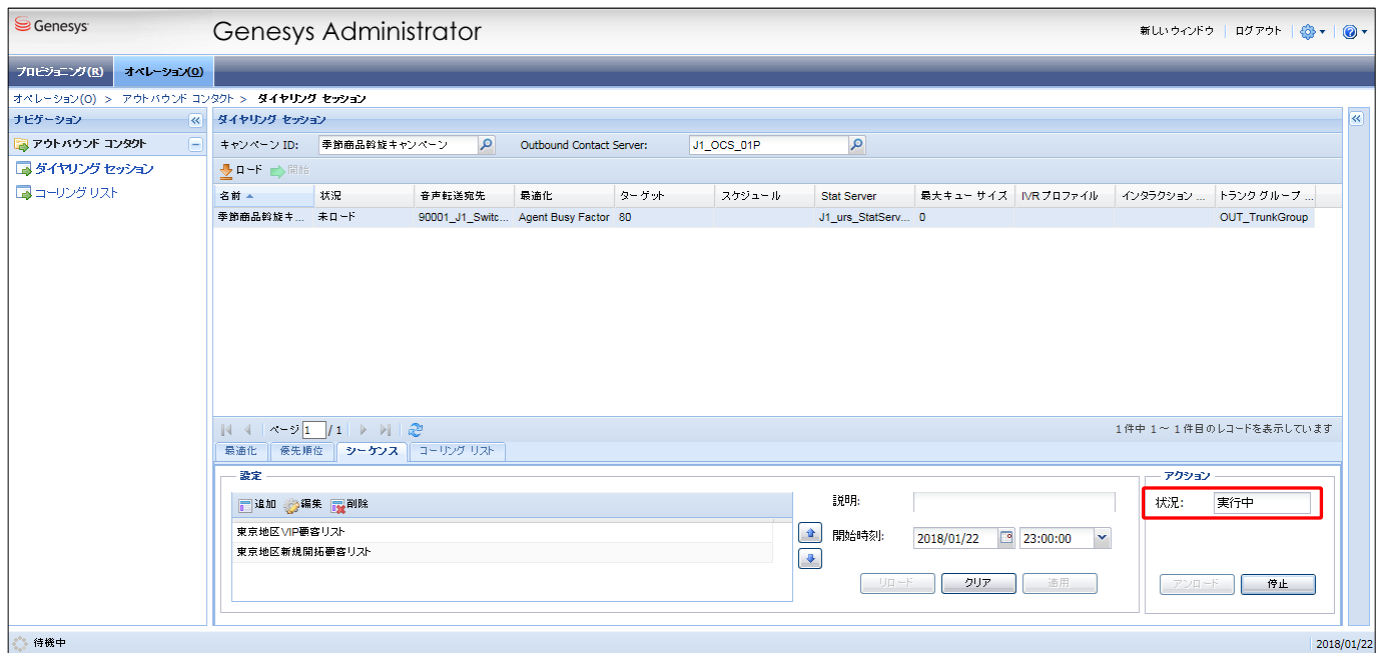 Genesys
Genesys Administrator
新しいウィンドウ ログアウト
プロビジョニング(R) オペレーション(O)
オペレーション(O) > アウトバウンド コンタクト > ダイヤリング セッション
ナビゲーション
ダイヤリング セッション
アウトバウンド コンタクト
キャンペーン ID: 季節商品斡旋キャンペーン Outbound Contact Server: J1_OCS_01P
ダイヤリング セッション
ロード 開始
コーリング リスト
名前 状況 音声転送宛先 最適化 ターゲット スケジュール Stat Server 最大キュー サイズ IVR プロファイル インタラクション ... トランク グループ ...
季節商品斡旋キ... 未ロード 90001_J1_Switc... Agent Busy Factor 80 J1_urs_StatServ... 0 OUT_TrunkGroup
ページ 1 / 1
1 件中 1 ~ 1 件目のレコードを表示しています
最適化 優先順位 シーケンス コーリング リスト
設定
アクション
追加 編集 削除
説明:
状況: 実行中
東京地区VIP顧客リスト
東京地区新規開拓顧客リスト
開始時刻: 2018/01/22 23:00:00
リロード クリア 適用
アンロード 停止
待機中
2018/01/22